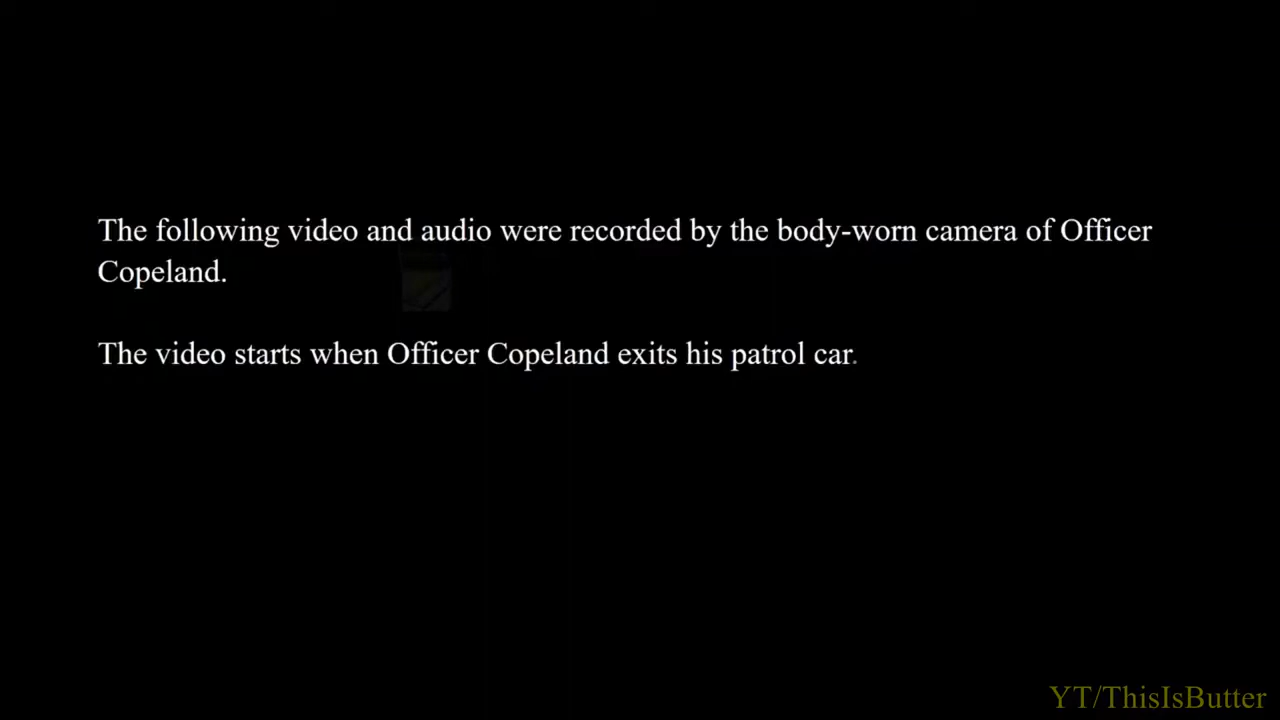 The following video and audio were recorded by the body-worn camera of Officer
Copeland.
The video starts when Officer Copeland exits his patrol car.
YT/ThisIsButter